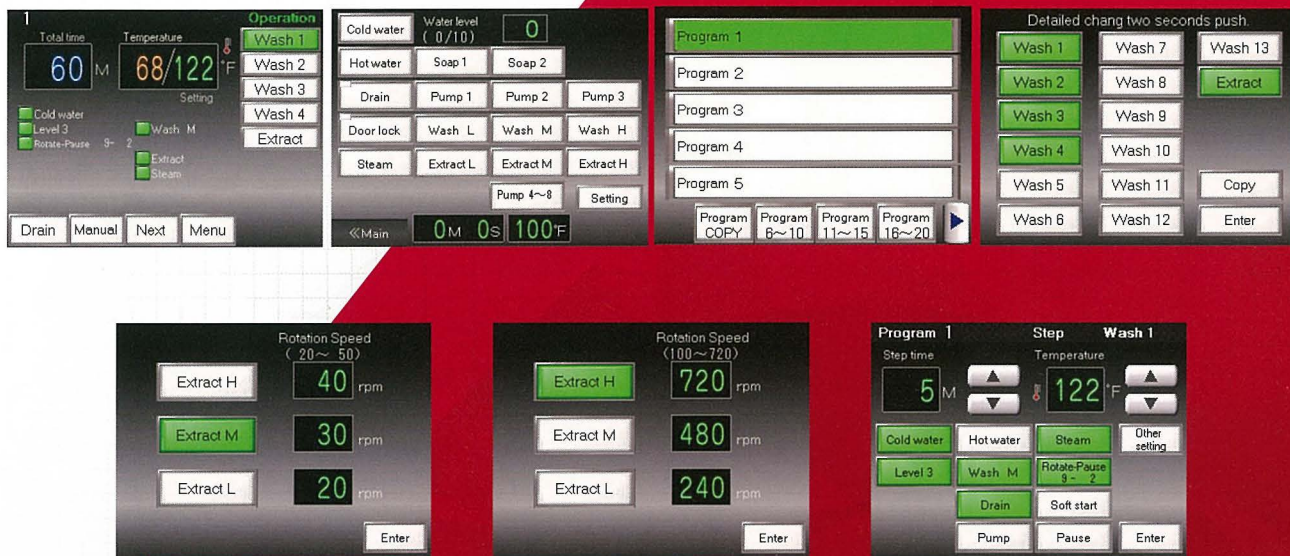 1
Operation
Total time
Temperature
60 M
68/122 °F
Setting
Wash 1
Wash 2
Wash 3
Wash 4
Extract
Cold water
Level 3
Rotate-Pause 9- 2
Wash M
Extract
Steam
Drain Manual Next Menu
Cold water
Water level
( 0/10)
0
Hot water Soap 1 Soap 2
Drain Pump 1 Pump 2 Pump 3
Door lock Wash L Wash M Wash H
Steam Extract L Extract M Extract H
Pump 4～8 Setting
≪Main 0M 0S 100°F
Program 1
Program 2
Program 3
Program 4
Program 5
Program COPY
Program 6～10
Program 11～15
Program 16～20
Detailed chang two seconds push.
Wash 1 Wash 7 Wash 13
Wash 2 Wash 8 Extract
Wash 3 Wash 9
Wash 4 Wash 10
Wash 5 Wash 11 Copy
Wash 6 Wash 12 Enter
Rotation Speed
( 20～ 50)
Extract H 40 rpm
Extract M 30 rpm
Extract L 20 rpm
Enter
Rotation Speed
(100～720)
Extract H 720 rpm
Extract M 480 rpm
Extract L 240 rpm
Enter
Program 1 Step Wash 1
Step time Temperature
5 M 122 °F
Cold water Hot water Steam Other setting
Level 3 Wash M Rotate-Pause 9- 2
Drain Soft start
Pump Pause Enter